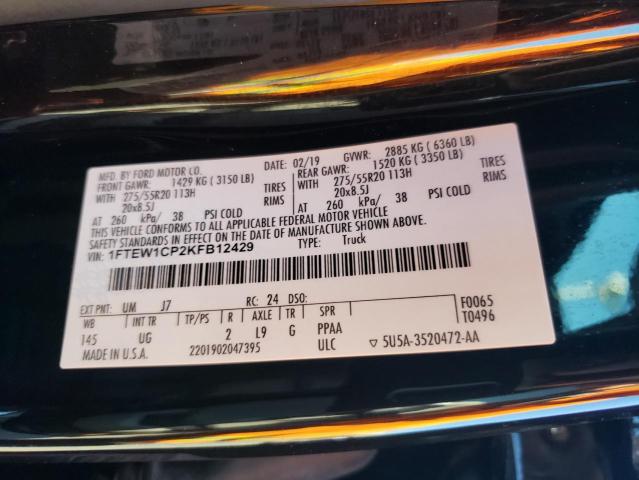 MFD. BY FORD MOTOR CO. DATE: 02/19 GVWR: 2885 KG ( 6360 LB)
FRONT GAWR: 1429 KG ( 3150 LB) REAR GAWR: 1520 KG ( 3350 LB)
WITH 275/55R20 113H TIRES WITH 275/55R20 113H TIRES
20x8.5J RIMS 20x8.5J RIMS
AT 260 kPa/ 38 PSI COLD AT 260 kPa/ 38 PSI COLD
THIS VEHICLE CONFORMS TO ALL APPLICABLE FEDERAL MOTOR VEHICLE
SAFETY STANDARDS IN EFFECT ON THE DATE OF MANUFACTURE SHOWN ABOVE.
VIN: 1FTEW1CP2KFB12429 TYPE: Truck
EXT PNT: UM J7 RC: 24 DSO:
WB INT TR TP/PS R AXLE TR SPR F0065
145 UG 2 L9 G PPAA T0496
MADE IN U.S.A. 2201902047395 ULC ▽ 5U5A-3520472-AA